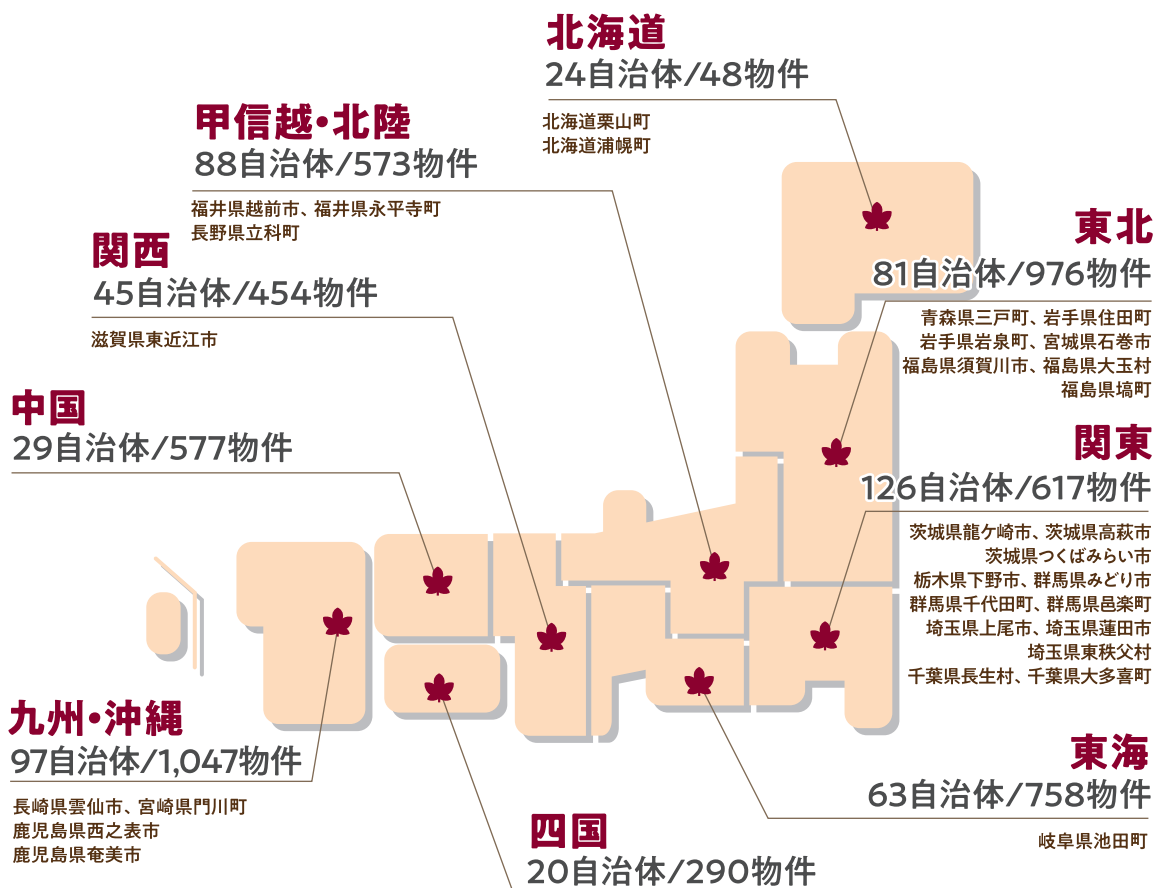 北海道
24自治体/48物件
北海道栗山町
北海道浦幌町
甲信越・北陸
88自治体/573物件
福井県越前市、福井県永平寺町
長野県立科町
関西
45自治体/454物件
滋賀県東近江市
中国
29自治体/577物件
東北
81自治体/976物件
青森県三戸町、岩手県住田町
岩手県岩泉町、宮城県石巻市
福島県須賀川市、福島県大玉村
福島県塙町
関東
126自治体/617物件
茨城県龍ケ崎市、茨城県高萩市
茨城県つくばみらい市
栃木県下野市、群馬県みどり市
群馬県千代田町、群馬県邑楽町
埼玉県上尾市、埼玉県蓮田市
埼玉県東秩父村
千葉県長生村、千葉県大多喜町
九州・沖縄
97自治体/1,047物件
長崎県雲仙市、宮崎県門川町
鹿児島県西之表市
鹿児島県奄美市
東海
63自治体/758物件
岐阜県池田町
四国
20自治体/290物件